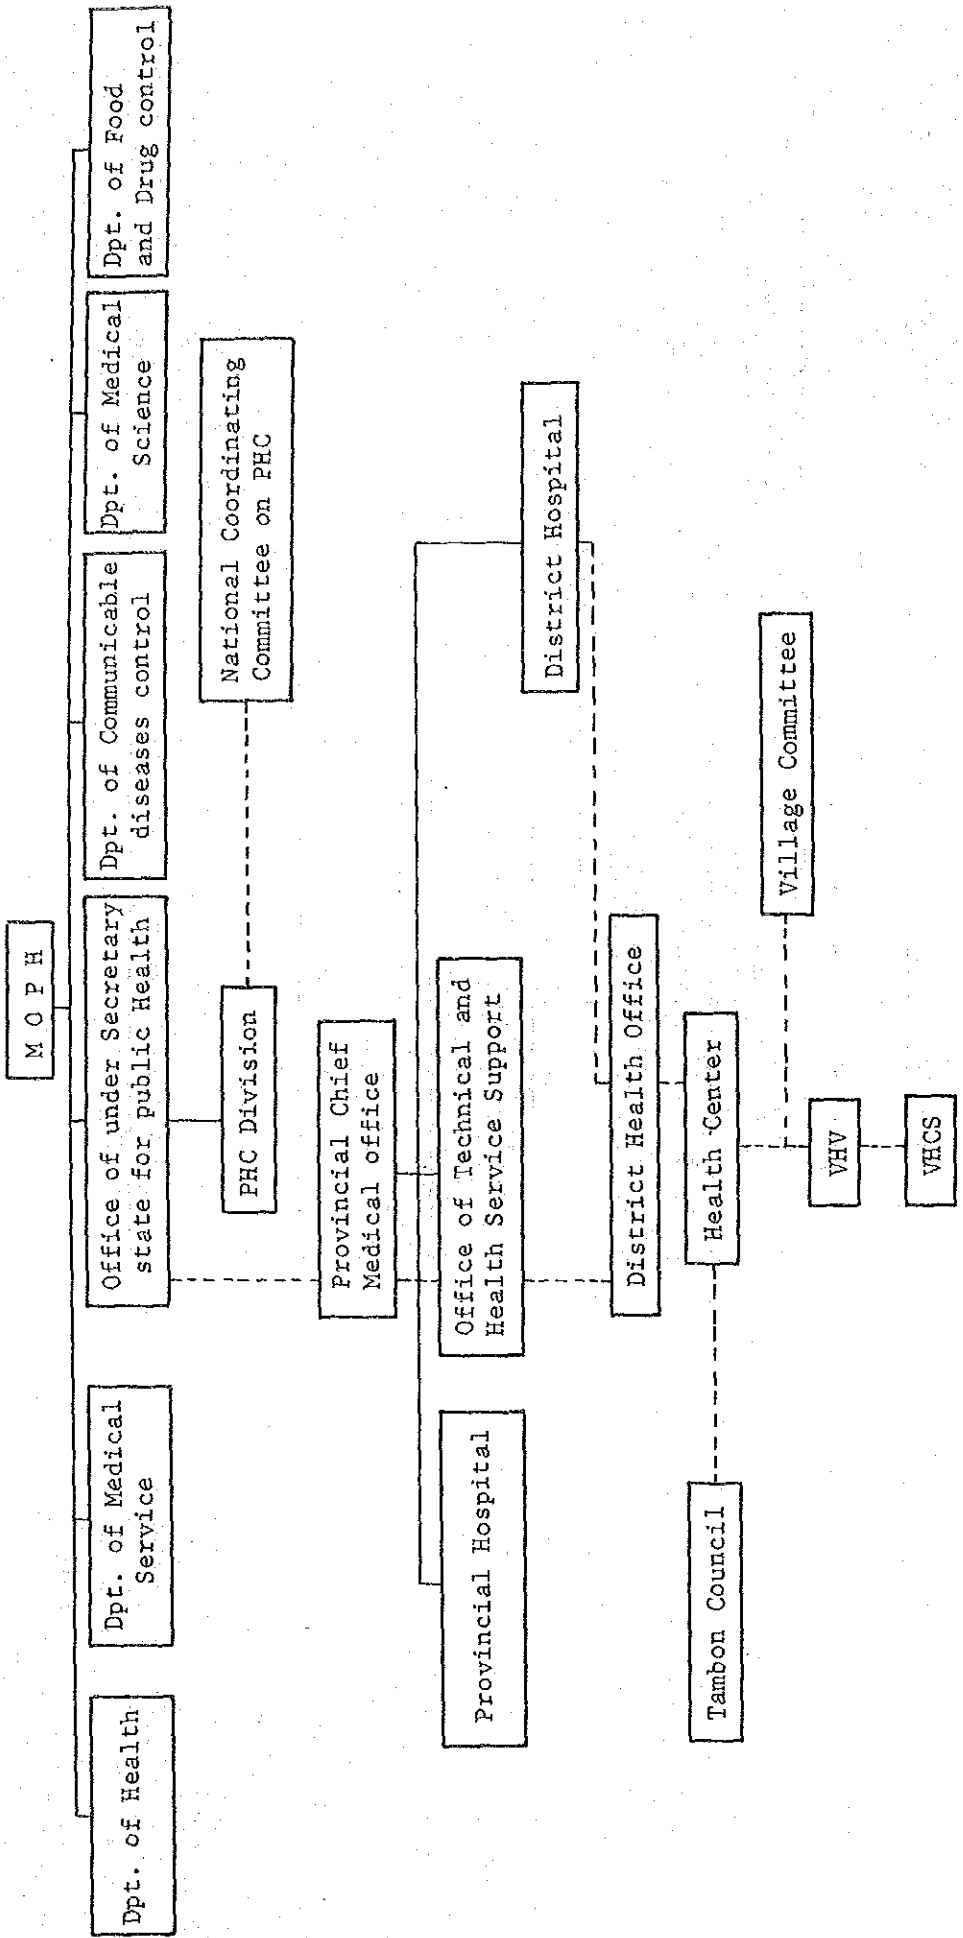 M O P H
Dpt. of Health
Dpt. of Medical
Service
Office of under Secretary
state for public Health
Dpt. of Communicable
diseases control
Dpt. of Medical
Science
Dpt. of Food
and Drug control
PHC Division
National Coordinating
Committee on PHC
Provincial Chief
Medical office
Provincial Hospital
Office of Technical and
Health Service Support
District Hospital
District Health Office
Tambon Council
Health Center
Village Committee
VHV
VHCS